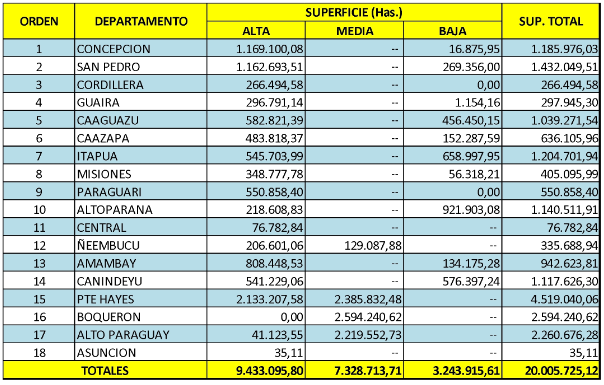 ORDEN DEPARTAMENTO SUPERFICIE (Has.) SUP. TOTAL
ALTA MEDIA BAJA
1 CONCEPCION 1.169.100,08 -- 16.875,95 1.185.976,03
2 SAN PEDRO 1.162.693,51 -- 269.356,00 1.432.049,51
3 CORDILLERA 266.494,58 -- 0,00 266.494,58
4 GUAIRA 296.791,14 -- 1.154,16 297.945,30
5 CAAGUAZU 582.821,39 -- 456.450,15 1.039.271,54
6 CAAZAPA 483.818,37 -- 152.287,59 636.105,96
7 ITAPUA 545.703,99 -- 658.997,95 1.204.701,94
8 MISIONES 348.777,78 -- 56.318,21 405.095,99
9 PARAGUARI 550.858,40 -- 0,00 550.858,40
10 ALTOPARANA 218.608,83 -- 921.903,08 1.140.511,91
11 CENTRAL 76.782,84 -- -- 76.782,84
12 ÑEEMBUCU 206.601,06 129.087,88 -- 335.688,94
13 AMAMBAY 808.448,53 -- 134.175,28 942.623,81
14 CANINDEYU 541.229,06 -- 576.397,24 1.117.626,30
15 PTE HAYES 2.133.207,58 2.385.832,48 -- 4.519.040,06
16 BOQUERON 0,00 2.594.240,62 -- 2.594.240,62
17 ALTO PARAGUAY 41.123,55 2.219.552,73 -- 2.260.676,28
18 ASUNCION 35,11 -- -- 35,11
TOTALES 9.433.095,80 7.328.713,71 3.243.915,61 20.005.725,12